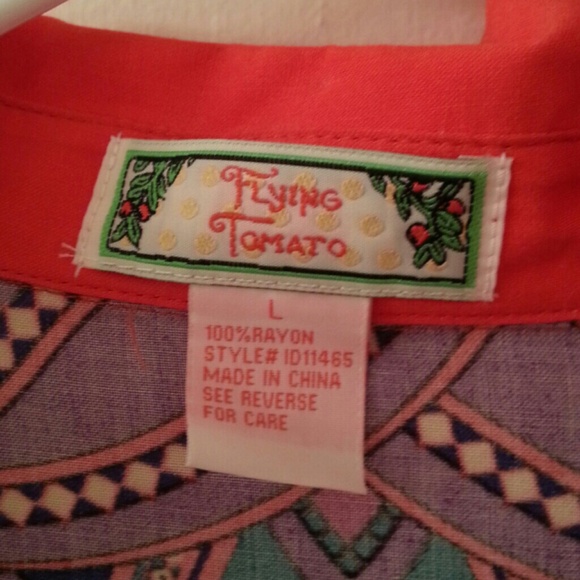 FLYING
TOMATO
L
100%RAYON
STYLE# ID11465
MADE IN CHINA
SEE REVERSE
FOR CARE